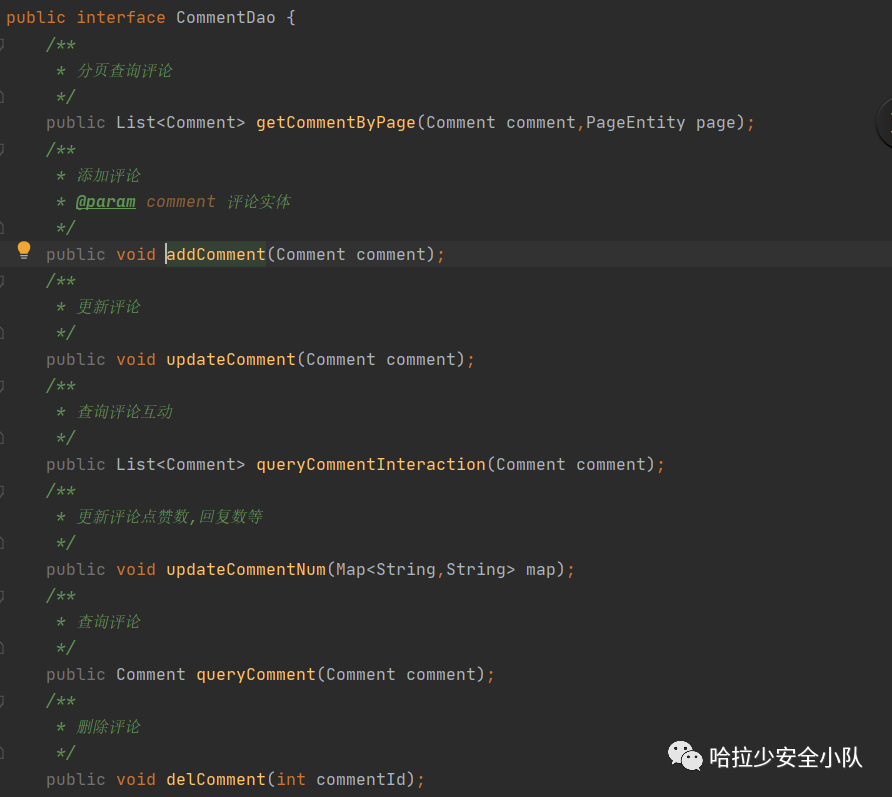 public interface CommentDao {
/**
* 分页查询评论
*/
public List<Comment> getCommentByPage(Comment comment,PageEntity page);
/**
* 添加评论
* @param comment 评论实体
*/
public void addComment(Comment comment);
/**
* 更新评论
*/
public void updateComment(Comment comment);
/**
* 查询评论互动
*/
public List<Comment> queryCommentInteraction(Comment comment);
/**
* 更新评论点赞数,回复数等
*/
public void updateCommentNum(Map<String,String> map);
/**
* 查询评论
*/
public Comment queryComment(Comment comment);
/**
* 删除评论
*/
public void delComment(int commentId);
哈拉少安全小队